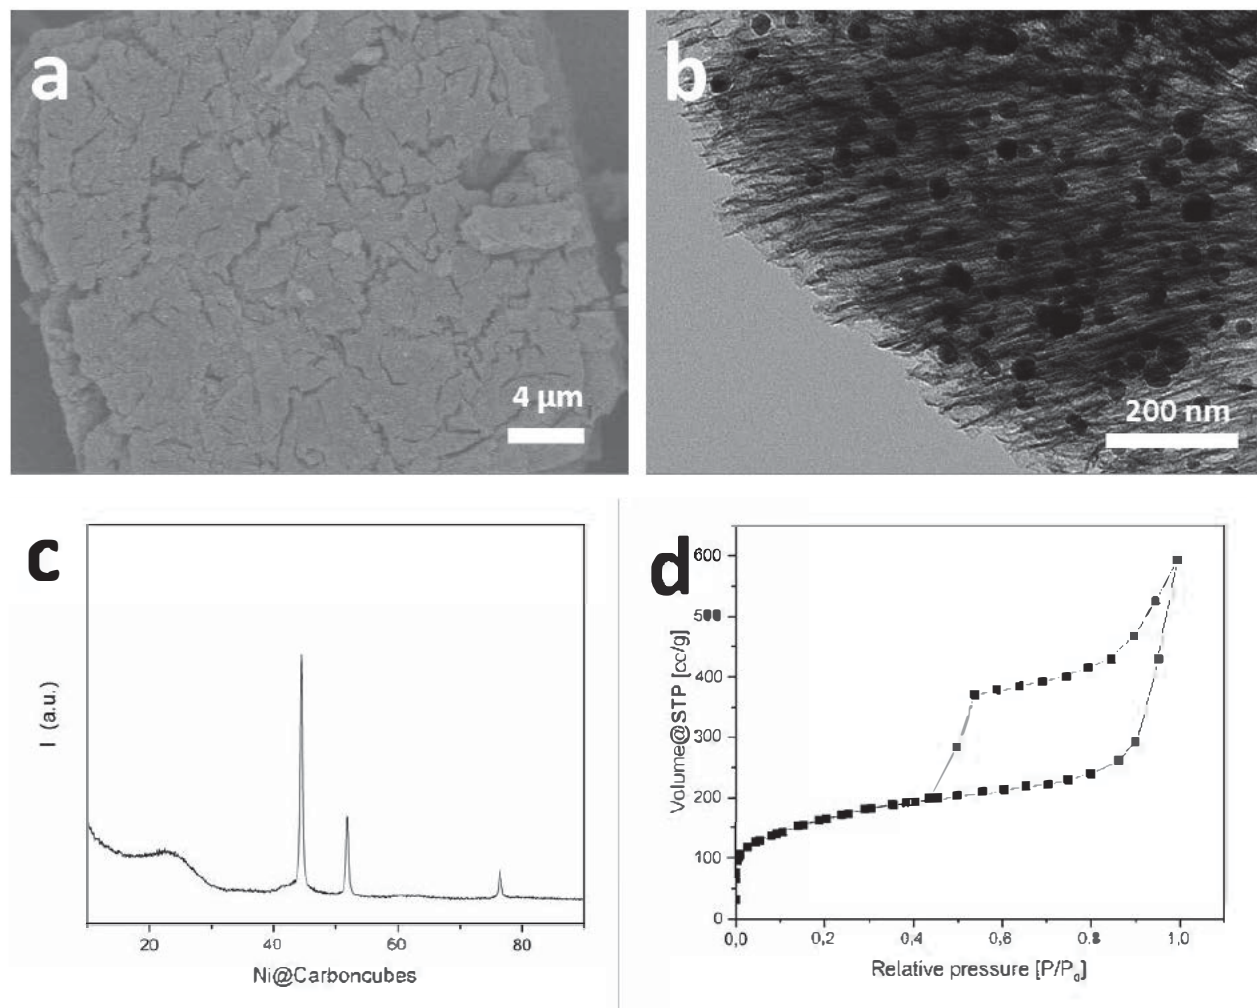 a
4 μm
b
200 nm
c
I (a.u.)
20
40
60
80
Ni@Carboncubes
d
Volume@STP [cc/g]
600
500
400
300
200
100
0
0,0
0,2
0,4
0,6
0,8
1,0
Relative pressure [P/P₀]